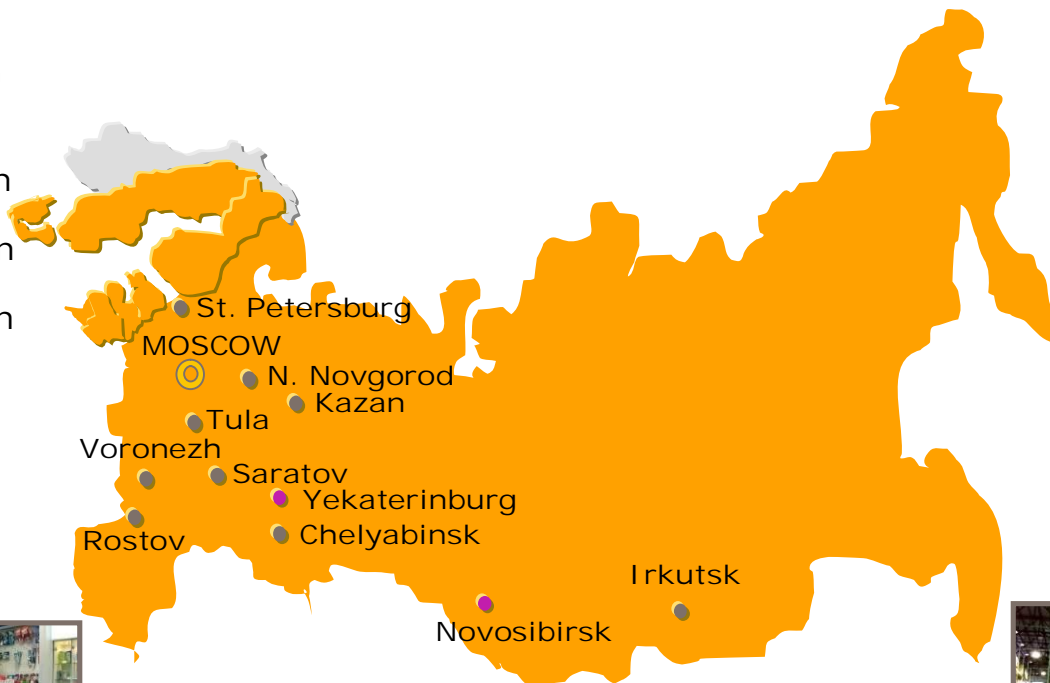 n
n
n
St. Petersburg
MOSCOW
N. Novgorod
Kazan
Tula
Voronezh
Saratov
Yekaterinburg
Chelyabinsk
Rostov
Irkutsk
Novosibirsk